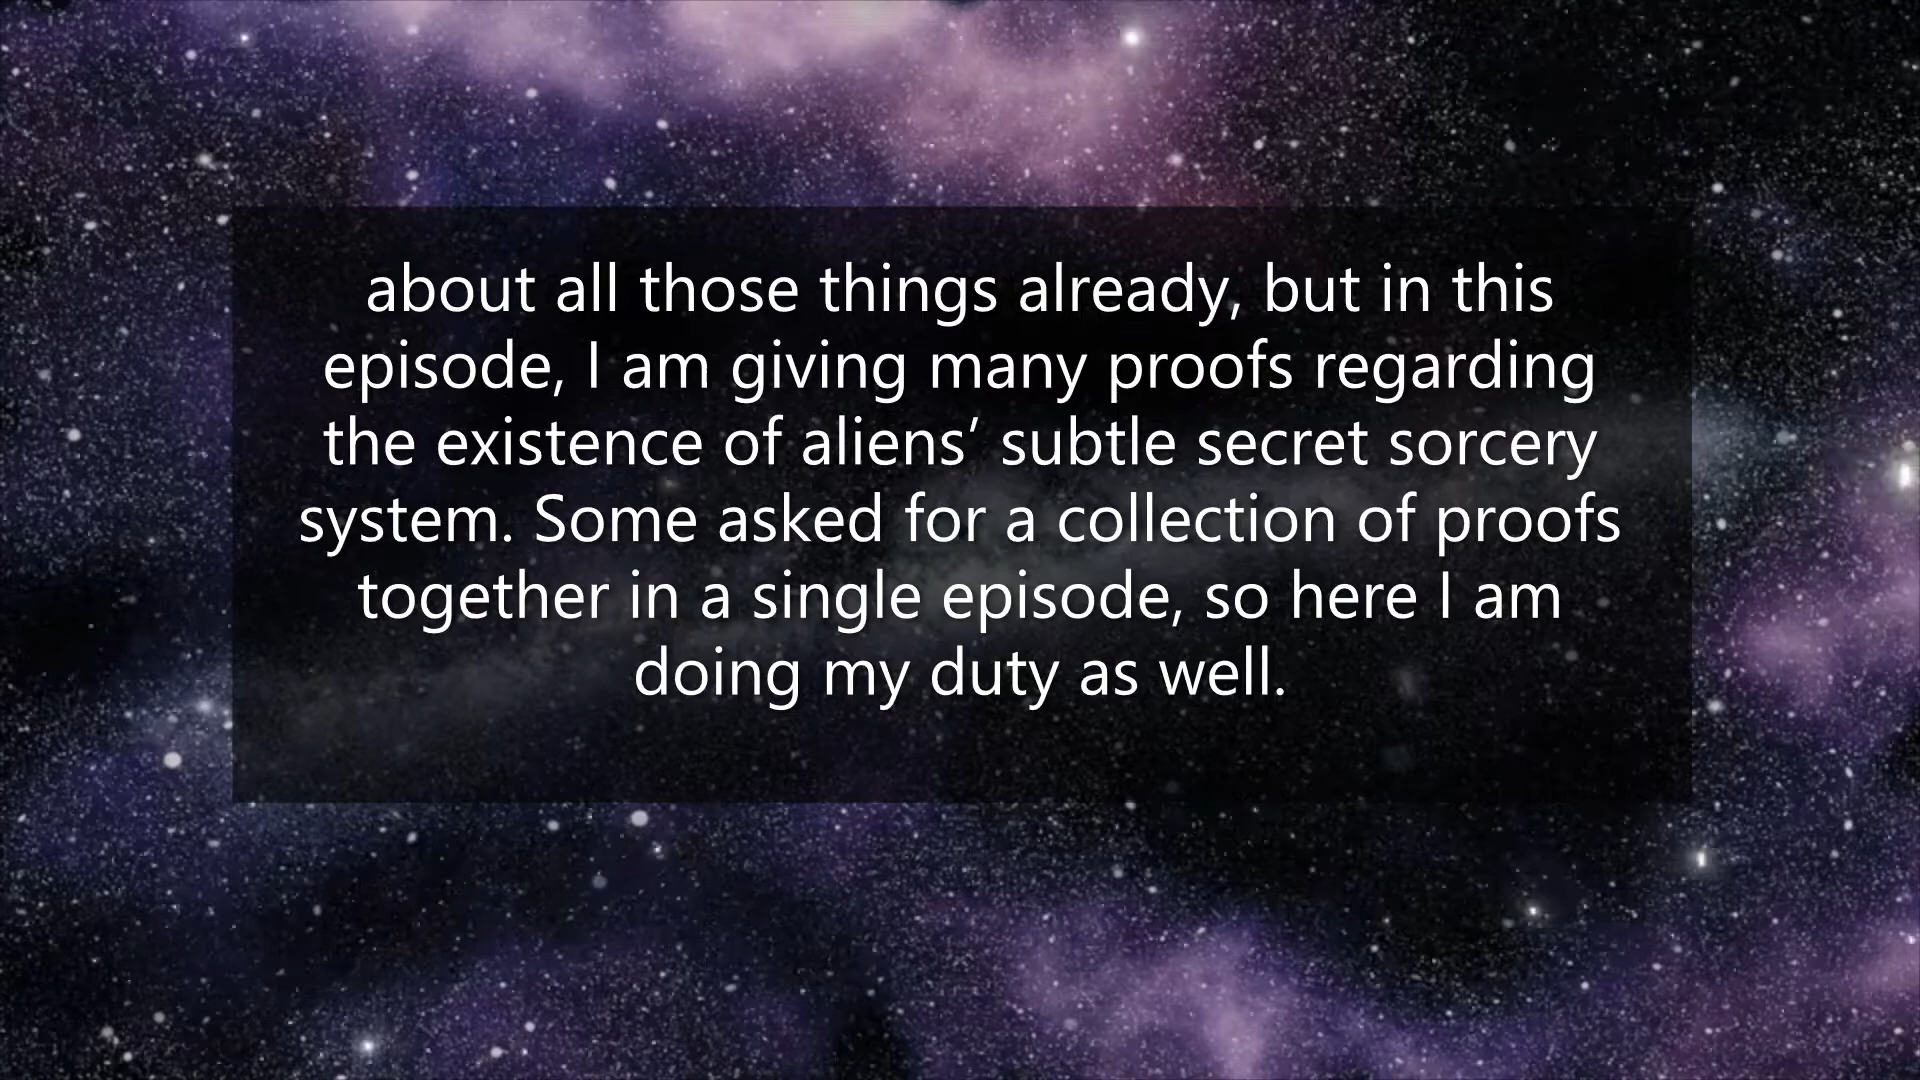 about all those things already, but in this
episode, I am giving many proofs regarding
the existence of aliens’ subtle secret sorcery
system. Some asked for a collection of proofs
together in a single episode, so here I am
doing my duty as well.